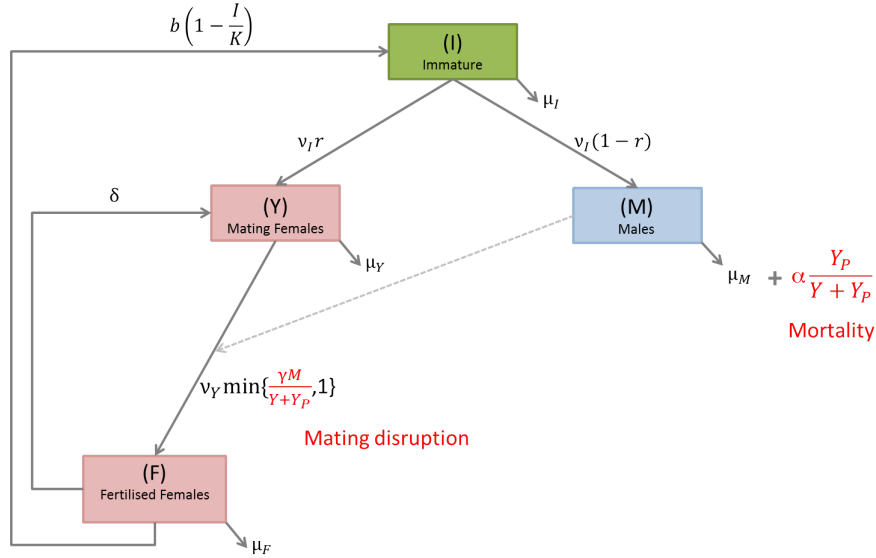 b(1 − I/K)
(I)
Immature
μ_I
ν_I r
ν_I(1 − r)
δ
(Y)
Mating Females
μ_Y
(M)
Males
μ_M + α Y_P/(Y + Y_P)
Mortality
ν_Y min{γM/(Y+Y_P),1}
Mating disruption
(F)
Fertilised Females
μ_F